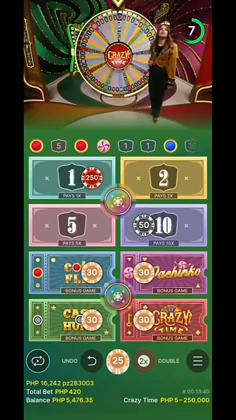 7
CRAZY TIME
5 1 1 10
1 250 2
PAYS 1X PAYS 2X
5 50 10
PAYS 5X PAYS 10X
30 30 Pachinko
BONUS GAME BONUS GAME
CASH HUNT 30 CRAZY TIME 30
BONUS GAME BONUS GAME
UNDO 25 2x DOUBLE
PHP 16,242 pz283003
Total Bet PHP 420
Balance PHP 5,476.35 Crazy Time PHP 5–250,000